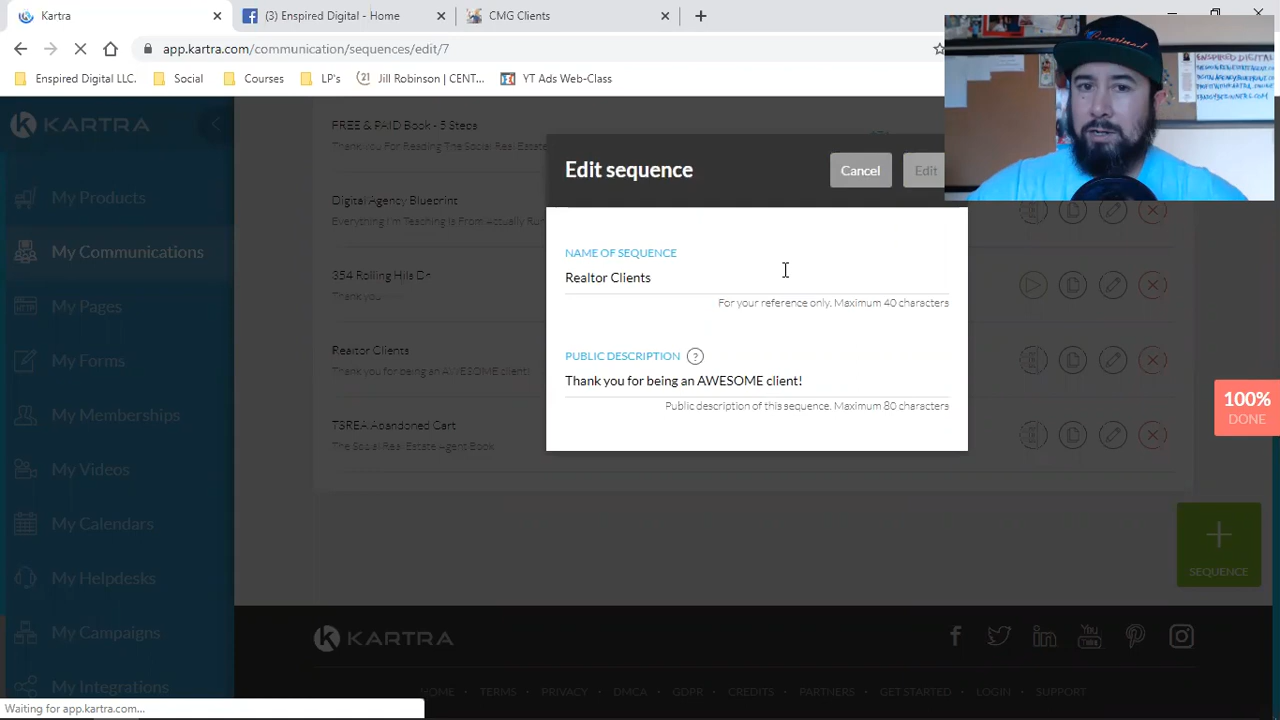 Kartra
(3) Enspired Digital - Home
CMG Clients
app.kartra.com/communication/sequences/edit/7
Enspired Digital LLC.
Social
Courses
LP's
Jill Robinson | CENT...
YT Ads Web-Class
KARTRA
My Products
My Communications
My Pages
My Forms
My Memberships
My Videos
My Calendars
My Helpdesks
My Campaigns
My Integrations
FREE & PAID Book - 5 Steps
Thank You For Reading The Social Real Estate
Digital Agency Blueprint
Everything I'm Teaching Is From Actually Run
354 Rolling Hils Dr.
Thank you
Realtor Clients
Thank you for being an AWESOME client!
TSREA Abandoned Cart
The Social Real Estate Agent Book
Edit sequence
Cancel
Edit
NAME OF SEQUENCE
Realtor Clients
For your reference only. Maximum 40 characters
PUBLIC DESCRIPTION ?
Thank you for being an AWESOME client!
Public description of this sequence. Maximum 80 characters
ENSPIRED DIGITAL
100%
DONE
SEQUENCE
KARTRA
HOME · TERMS · PRIVACY · DMCA · GDPR · CREDITS · PARTNERS · GET STARTED · LOGIN · SUPPORT
Waiting for app.kartra.com...